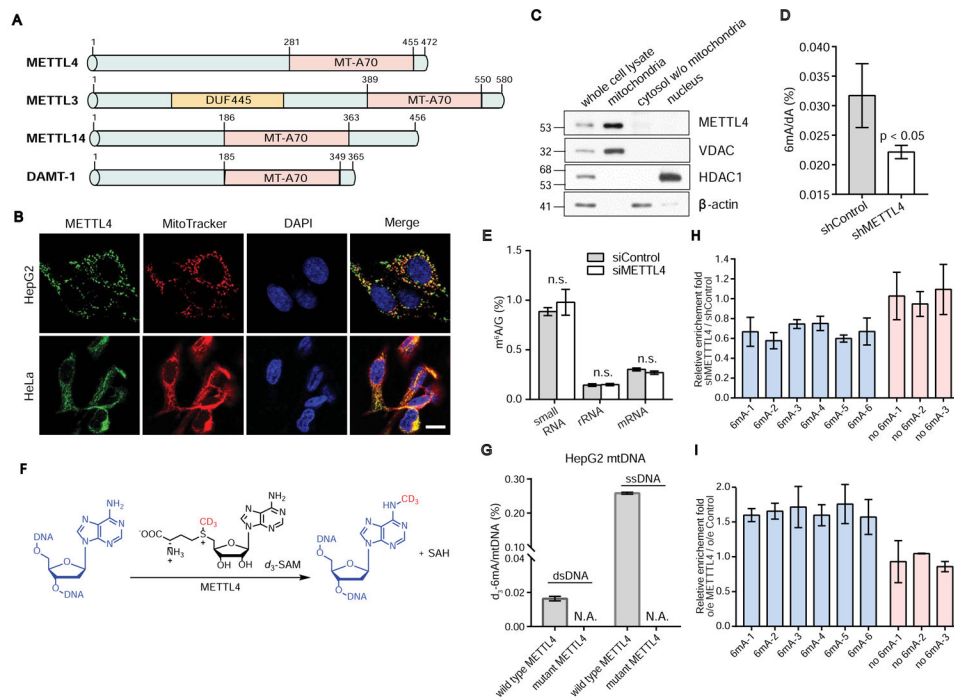 A
1
281
455
472
METTL4
MT-A70
1
389
550
580
METTL3
DUF445
MT-A70
1
186
363
456
METTL14
MT-A70
1
185
349
365
DAMT-1
MT-A70
B
METTL4
MitoTracker
DAPI
Merge
HepG2
HeLa
C
whole cell lysate
mitochondria
cytosol w/o mitochondria
nucleus
53
METTL4
32
VDAC
68
53
HDAC1
41
β-actin
D
6mA/dA (%)
0.040
0.035
0.030
0.025
0.020
0.015
p < 0.05
shControl
shMETTL4
E
m⁶A/G (%)
1.5
1.0
0.5
0.0
siControl
siMETTL4
n.s.
n.s.
n.s.
small
RNA
rRNA
mRNA
F
NH₂
DNA
O
O
DNA
N
N
N
N
⁻OOC
NH₃
+
CD₃
S
+
O
OH OH
NH₂
N
N
N
N
d₃-SAM
METTL4
HN
CD₃
DNA
O
O
DNA
N
N
N
N
+ SAH
G
HepG2 mtDNA
d₃-6mA/mtDNA (%)
0.30
0.20
0.04
0.02
0.00
dsDNA
ssDNA
N.A.
N.A.
wild type METTL4
mutant METTL4
wild type METTL4
mutant METTL4
H
Relative enrichment fold
shMETTL4 / shControl
1.4
1.2
1.0
0.8
0.6
0.4
0.2
0.0
6mA-1
6mA-2
6mA-3
6mA-4
6mA-5
6mA-6
no 6mA-1
no 6mA-2
no 6mA-3
I
Relative enrichment fold
o/e METTL4 / o/e Control
2.0
1.5
1.0
0.5
0.0
6mA-1
6mA-2
6mA-3
6mA-4
6mA-5
6mA-6
no 6mA-1
no 6mA-2
no 6mA-3